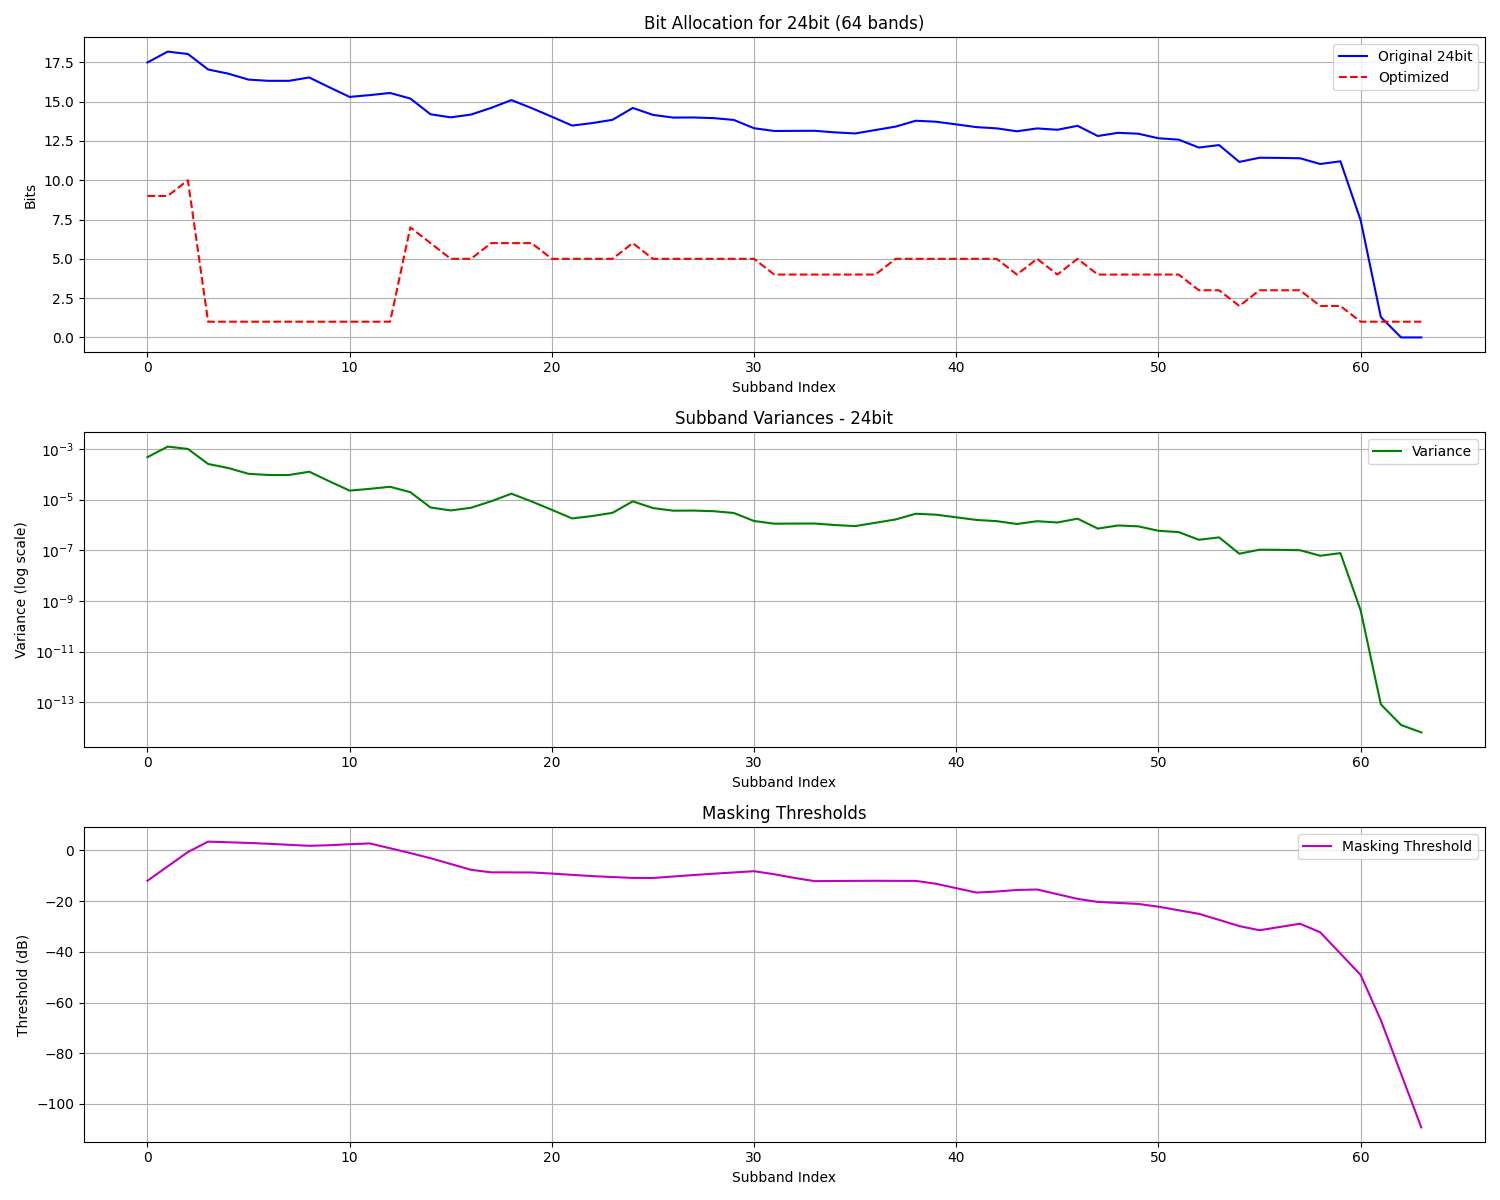 Bit Allocation for 24bit (64 bands)
Original 24bit
Optimized
17.5
15.0
12.5
10.0
7.5
5.0
2.5
0.0
Bits
0 10 20 30 40 50 60
Subband Index
Subband Variances - 24bit
Variance
10⁻³
10⁻⁵
10⁻⁷
10⁻⁹
10⁻¹¹
10⁻¹³
Variance (log scale)
0 10 20 30 40 50 60
Subband Index
Masking Thresholds
Masking Threshold
0
−20
−40
−60
−80
−100
Threshold (dB)
0 10 20 30 40 50 60
Subband Index